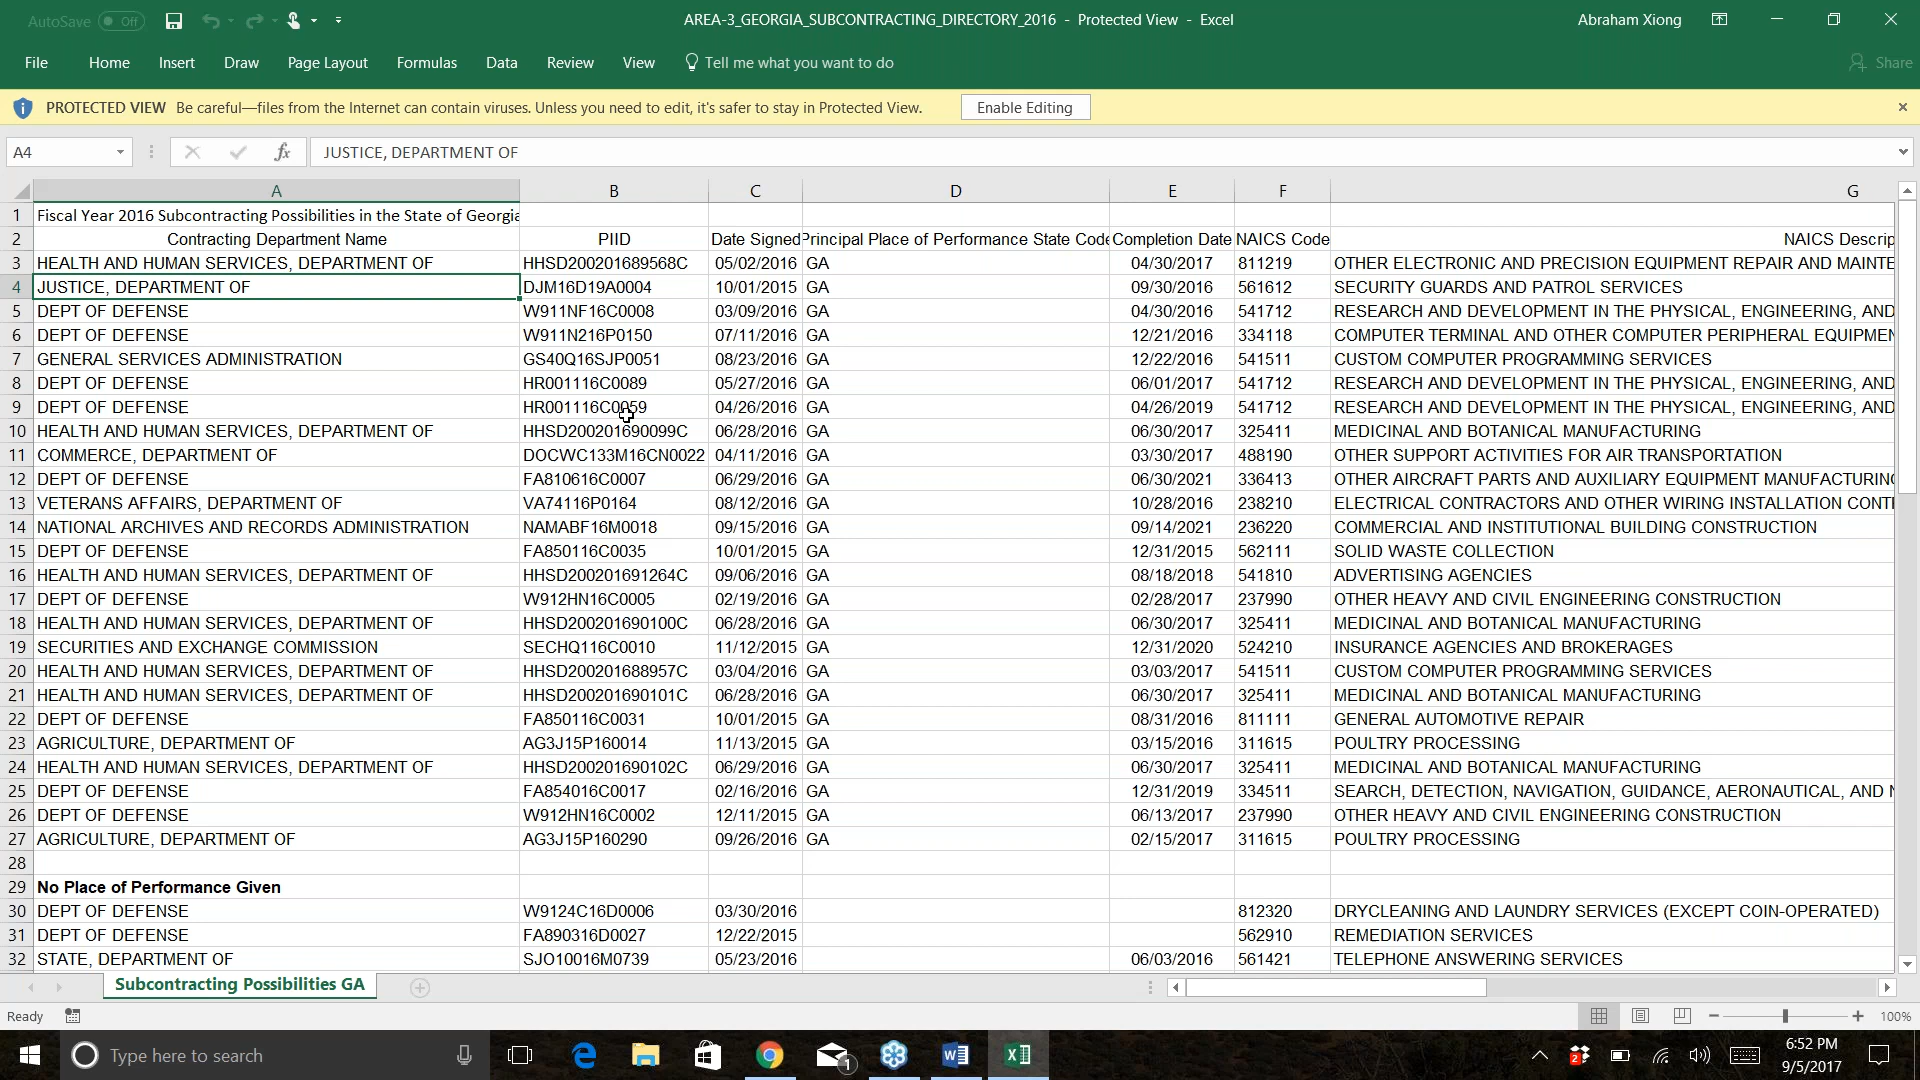 AutoSave Off
AREA-3_GEORGIA_SUBCONTRACTING_DIRECTORY_2016 - Protected View - Excel
Abraham Xiong
File Home Insert Draw Page Layout Formulas Data Review View Tell me what you want to do Share
PROTECTED VIEW Be careful—files from the Internet can contain viruses. Unless you need to edit, it's safer to stay in Protected View. Enable Editing
A4 fx JUSTICE, DEPARTMENT OF
A B C D E F G
1 Fiscal Year 2016 Subcontracting Possibilities in the State of Georgia
2 Contracting Department Name PIID Date Signed Principal Place of Performance State Code Completion Date NAICS Code NAICS Descrip
3 HEALTH AND HUMAN SERVICES, DEPARTMENT OF HHSD200201689568C 05/02/2016 GA 04/30/2017 811219 OTHER ELECTRONIC AND PRECISION EQUIPMENT REPAIR AND MAINTE
4 JUSTICE, DEPARTMENT OF DJM16D19A0004 10/01/2015 GA 09/30/2016 561612 SECURITY GUARDS AND PATROL SERVICES
5 DEPT OF DEFENSE W911NF16C0008 03/09/2016 GA 04/30/2016 541712 RESEARCH AND DEVELOPMENT IN THE PHYSICAL, ENGINEERING, AND
6 DEPT OF DEFENSE W911N216P0150 07/11/2016 GA 12/21/2016 334118 COMPUTER TERMINAL AND OTHER COMPUTER PERIPHERAL EQUIPMEN
7 GENERAL SERVICES ADMINISTRATION GS40Q16SJP0051 08/23/2016 GA 12/22/2016 541511 CUSTOM COMPUTER PROGRAMMING SERVICES
8 DEPT OF DEFENSE HR001116C0089 05/27/2016 GA 06/01/2017 541712 RESEARCH AND DEVELOPMENT IN THE PHYSICAL, ENGINEERING, AND
9 DEPT OF DEFENSE HR001116C0059 04/26/2016 GA 04/26/2019 541712 RESEARCH AND DEVELOPMENT IN THE PHYSICAL, ENGINEERING, AND
10 HEALTH AND HUMAN SERVICES, DEPARTMENT OF HHSD200201690099C 06/28/2016 GA 06/30/2017 325411 MEDICINAL AND BOTANICAL MANUFACTURING
11 COMMERCE, DEPARTMENT OF DOCWC133M16CN0022 04/11/2016 GA 03/30/2017 488190 OTHER SUPPORT ACTIVITIES FOR AIR TRANSPORTATION
12 DEPT OF DEFENSE FA810616C0007 06/29/2016 GA 06/30/2021 336413 OTHER AIRCRAFT PARTS AND AUXILIARY EQUIPMENT MANUFACTURING
13 VETERANS AFFAIRS, DEPARTMENT OF VA74116P0164 08/12/2016 GA 10/28/2016 238210 ELECTRICAL CONTRACTORS AND OTHER WIRING INSTALLATION CONT
14 NATIONAL ARCHIVES AND RECORDS ADMINISTRATION NAMABF16M0018 09/15/2016 GA 09/14/2021 236220 COMMERCIAL AND INSTITUTIONAL BUILDING CONSTRUCTION
15 DEPT OF DEFENSE FA850116C0035 10/01/2015 GA 12/31/2015 562111 SOLID WASTE COLLECTION
16 HEALTH AND HUMAN SERVICES, DEPARTMENT OF HHSD200201691264C 09/06/2016 GA 08/18/2018 541810 ADVERTISING AGENCIES
17 DEPT OF DEFENSE W912HN16C0005 02/19/2016 GA 02/28/2017 237990 OTHER HEAVY AND CIVIL ENGINEERING CONSTRUCTION
18 HEALTH AND HUMAN SERVICES, DEPARTMENT OF HHSD200201690100C 06/28/2016 GA 06/30/2017 325411 MEDICINAL AND BOTANICAL MANUFACTURING
19 SECURITIES AND EXCHANGE COMMISSION SECHQ116C0010 11/12/2015 GA 12/31/2020 524210 INSURANCE AGENCIES AND BROKERAGES
20 HEALTH AND HUMAN SERVICES, DEPARTMENT OF HHSD200201688957C 03/04/2016 GA 03/03/2017 541511 CUSTOM COMPUTER PROGRAMMING SERVICES
21 HEALTH AND HUMAN SERVICES, DEPARTMENT OF HHSD200201690101C 06/28/2016 GA 06/30/2017 325411 MEDICINAL AND BOTANICAL MANUFACTURING
22 DEPT OF DEFENSE FA850116C0031 10/01/2015 GA 08/31/2016 811111 GENERAL AUTOMOTIVE REPAIR
23 AGRICULTURE, DEPARTMENT OF AG3J15P160014 11/13/2015 GA 03/15/2016 311615 POULTRY PROCESSING
24 HEALTH AND HUMAN SERVICES, DEPARTMENT OF HHSD200201690102C 06/29/2016 GA 06/30/2017 325411 MEDICINAL AND BOTANICAL MANUFACTURING
25 DEPT OF DEFENSE FA854016C0017 02/16/2016 GA 12/31/2019 334511 SEARCH, DETECTION, NAVIGATION, GUIDANCE, AERONAUTICAL, AND N
26 DEPT OF DEFENSE W912HN16C0002 12/11/2015 GA 06/13/2017 237990 OTHER HEAVY AND CIVIL ENGINEERING CONSTRUCTION
27 AGRICULTURE, DEPARTMENT OF AG3J15P160290 09/26/2016 GA 02/15/2017 311615 POULTRY PROCESSING
28
29 No Place of Performance Given
30 DEPT OF DEFENSE W9124C16D0006 03/30/2016 812320 DRYCLEANING AND LAUNDRY SERVICES (EXCEPT COIN-OPERATED)
31 DEPT OF DEFENSE FA890316D0027 12/22/2015 562910 REMEDIATION SERVICES
32 STATE, DEPARTMENT OF SJO10016M0739 05/23/2016 06/03/2016 561421 TELEPHONE ANSWERING SERVICES
Subcontracting Possibilities GA
Ready 100%
Type here to search
1
2
6:52 PM
9/5/2017